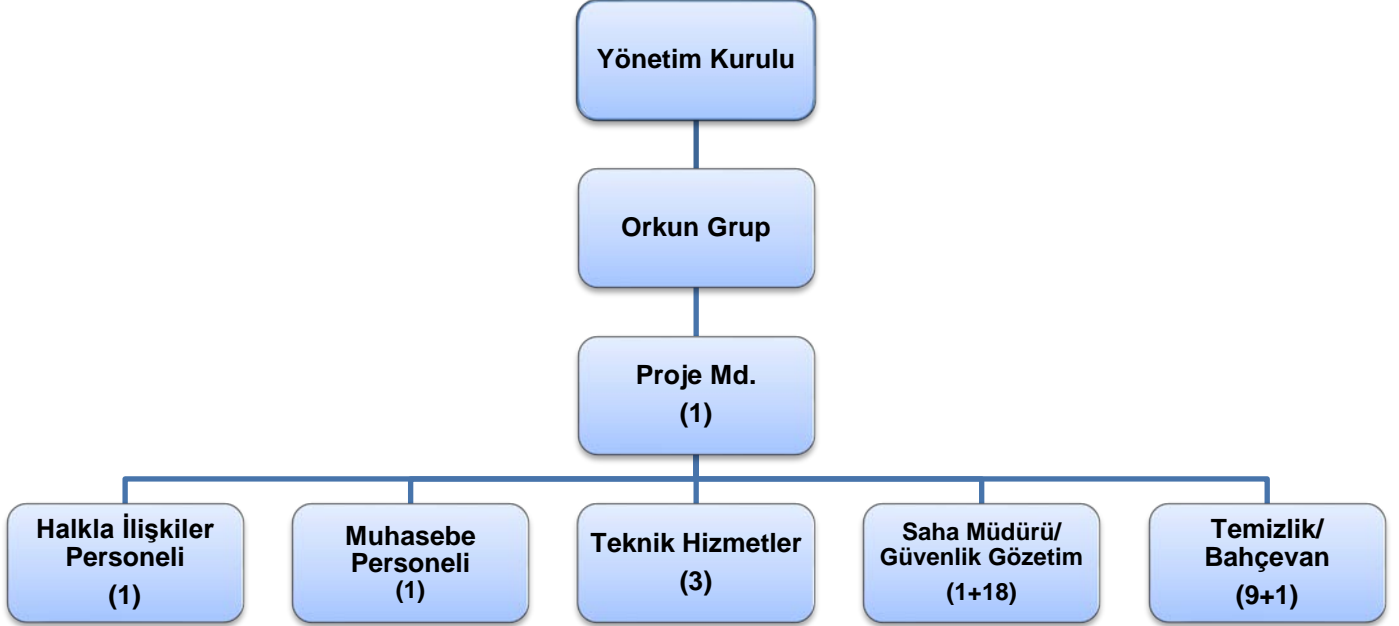 Yönetim Kurulu
Orkun Grup
Proje Md.
(1)
Halkla İlişkiler
Personeli
(1)
Muhasebe
Personeli
(1)
Teknik Hizmetler
(3)
Saha Müdürü/
Güvenlik Gözetim
(1+18)
Temizlik/
Bahçevan
(9+1)